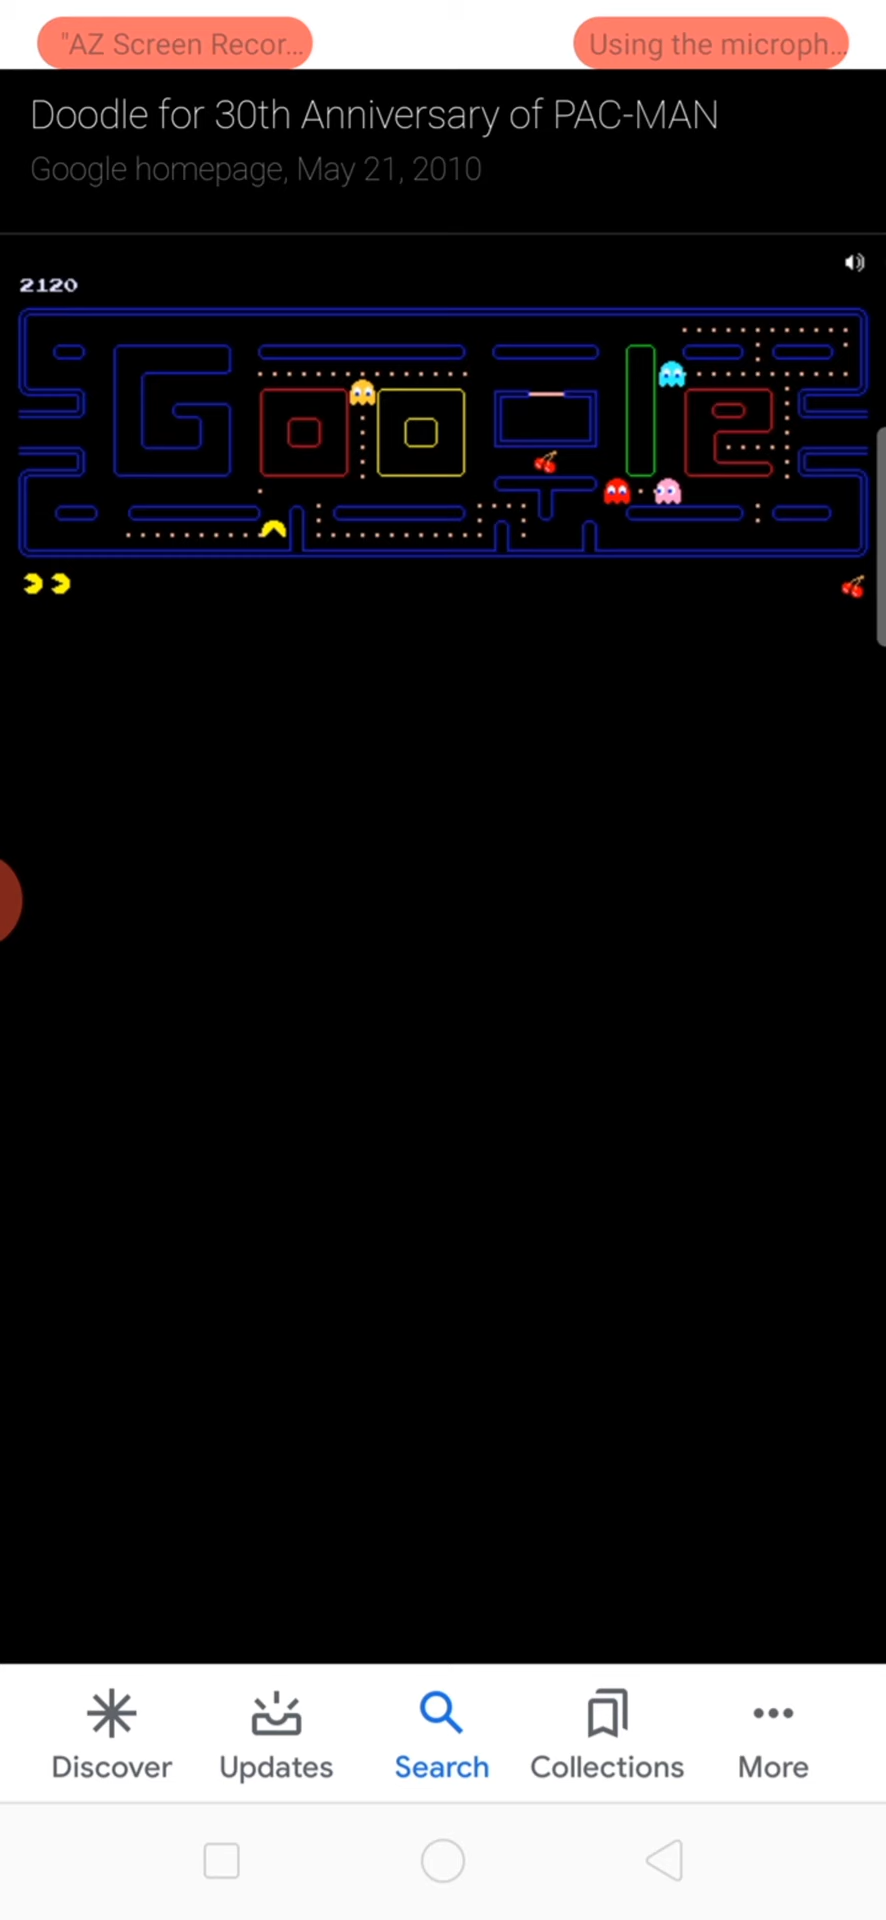 "AZ Screen Recor...
Using the microph...
Doodle for 30th Anniversary of PAC-MAN
Google homepage, May 21, 2010
2120
Google
Discover
Updates
Search
Collections
More